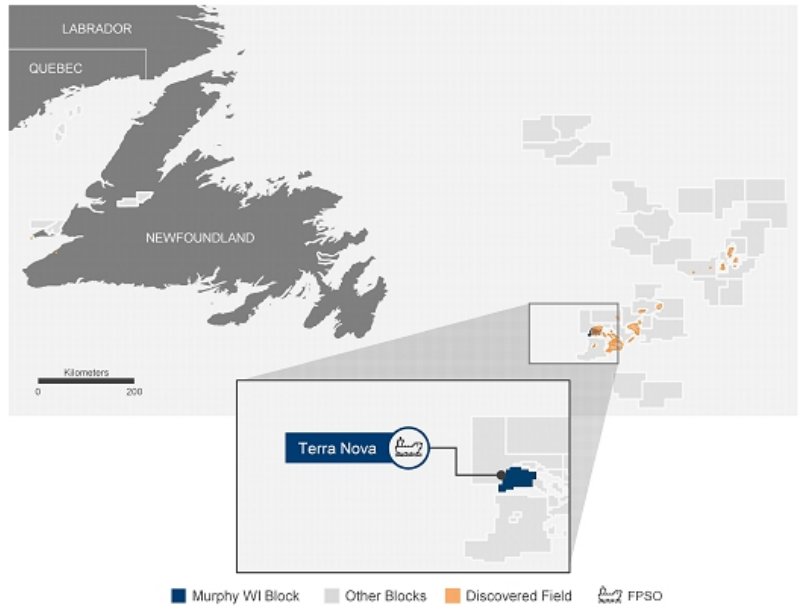 LABRADOR
QUEBEC
NEWFOUNDLAND
Kilometers
0 200
Terra Nova
Murphy WI Block Other Blocks Discovered Field FPSO